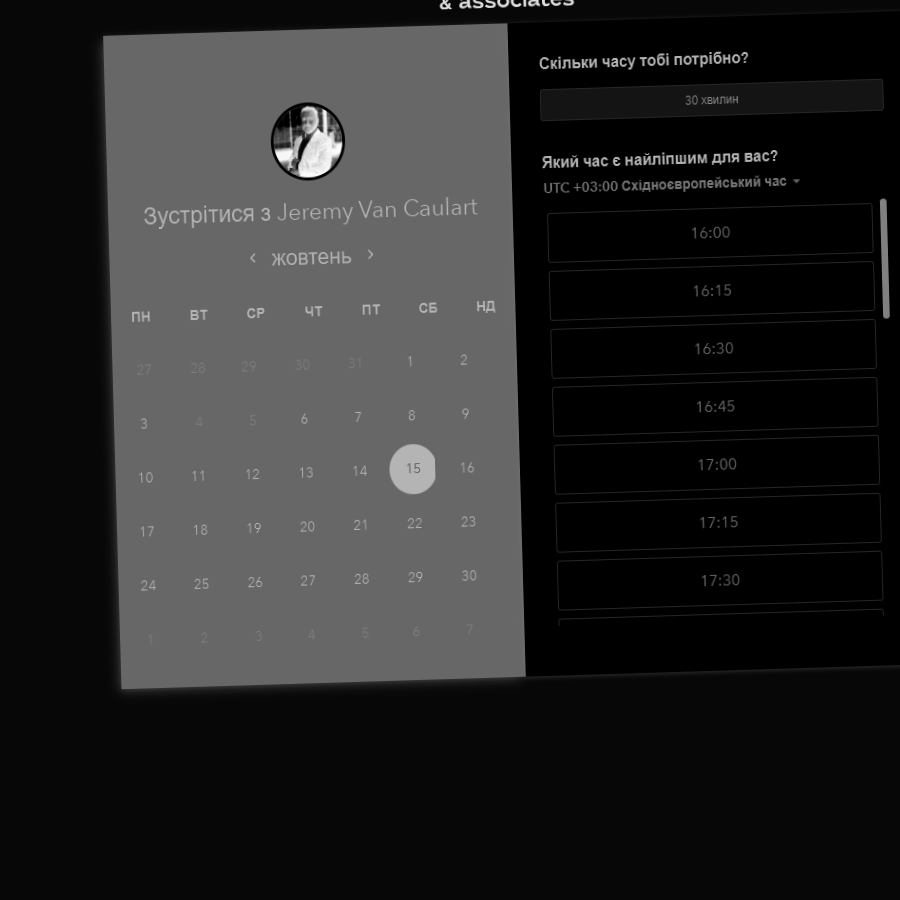 & associates
Зустрітися з Jeremy Van Caulart
жовтень
ПН ВТ СР ЧТ ПТ СБ НД
27 28 29 30 31 1 2
3 4 5 6 7 8 9
10 11 12 13 14 15 16
17 18 19 20 21 22 23
24 25 26 27 28 29 30
1 2 3 4 5 6 7
Скільки часу тобі потрібно?
30 хвилин
Який час є найліпшим для вас?
UTC +03:00 Східноєвропейський час
16:00
16:15
16:30
16:45
17:00
17:15
17:30